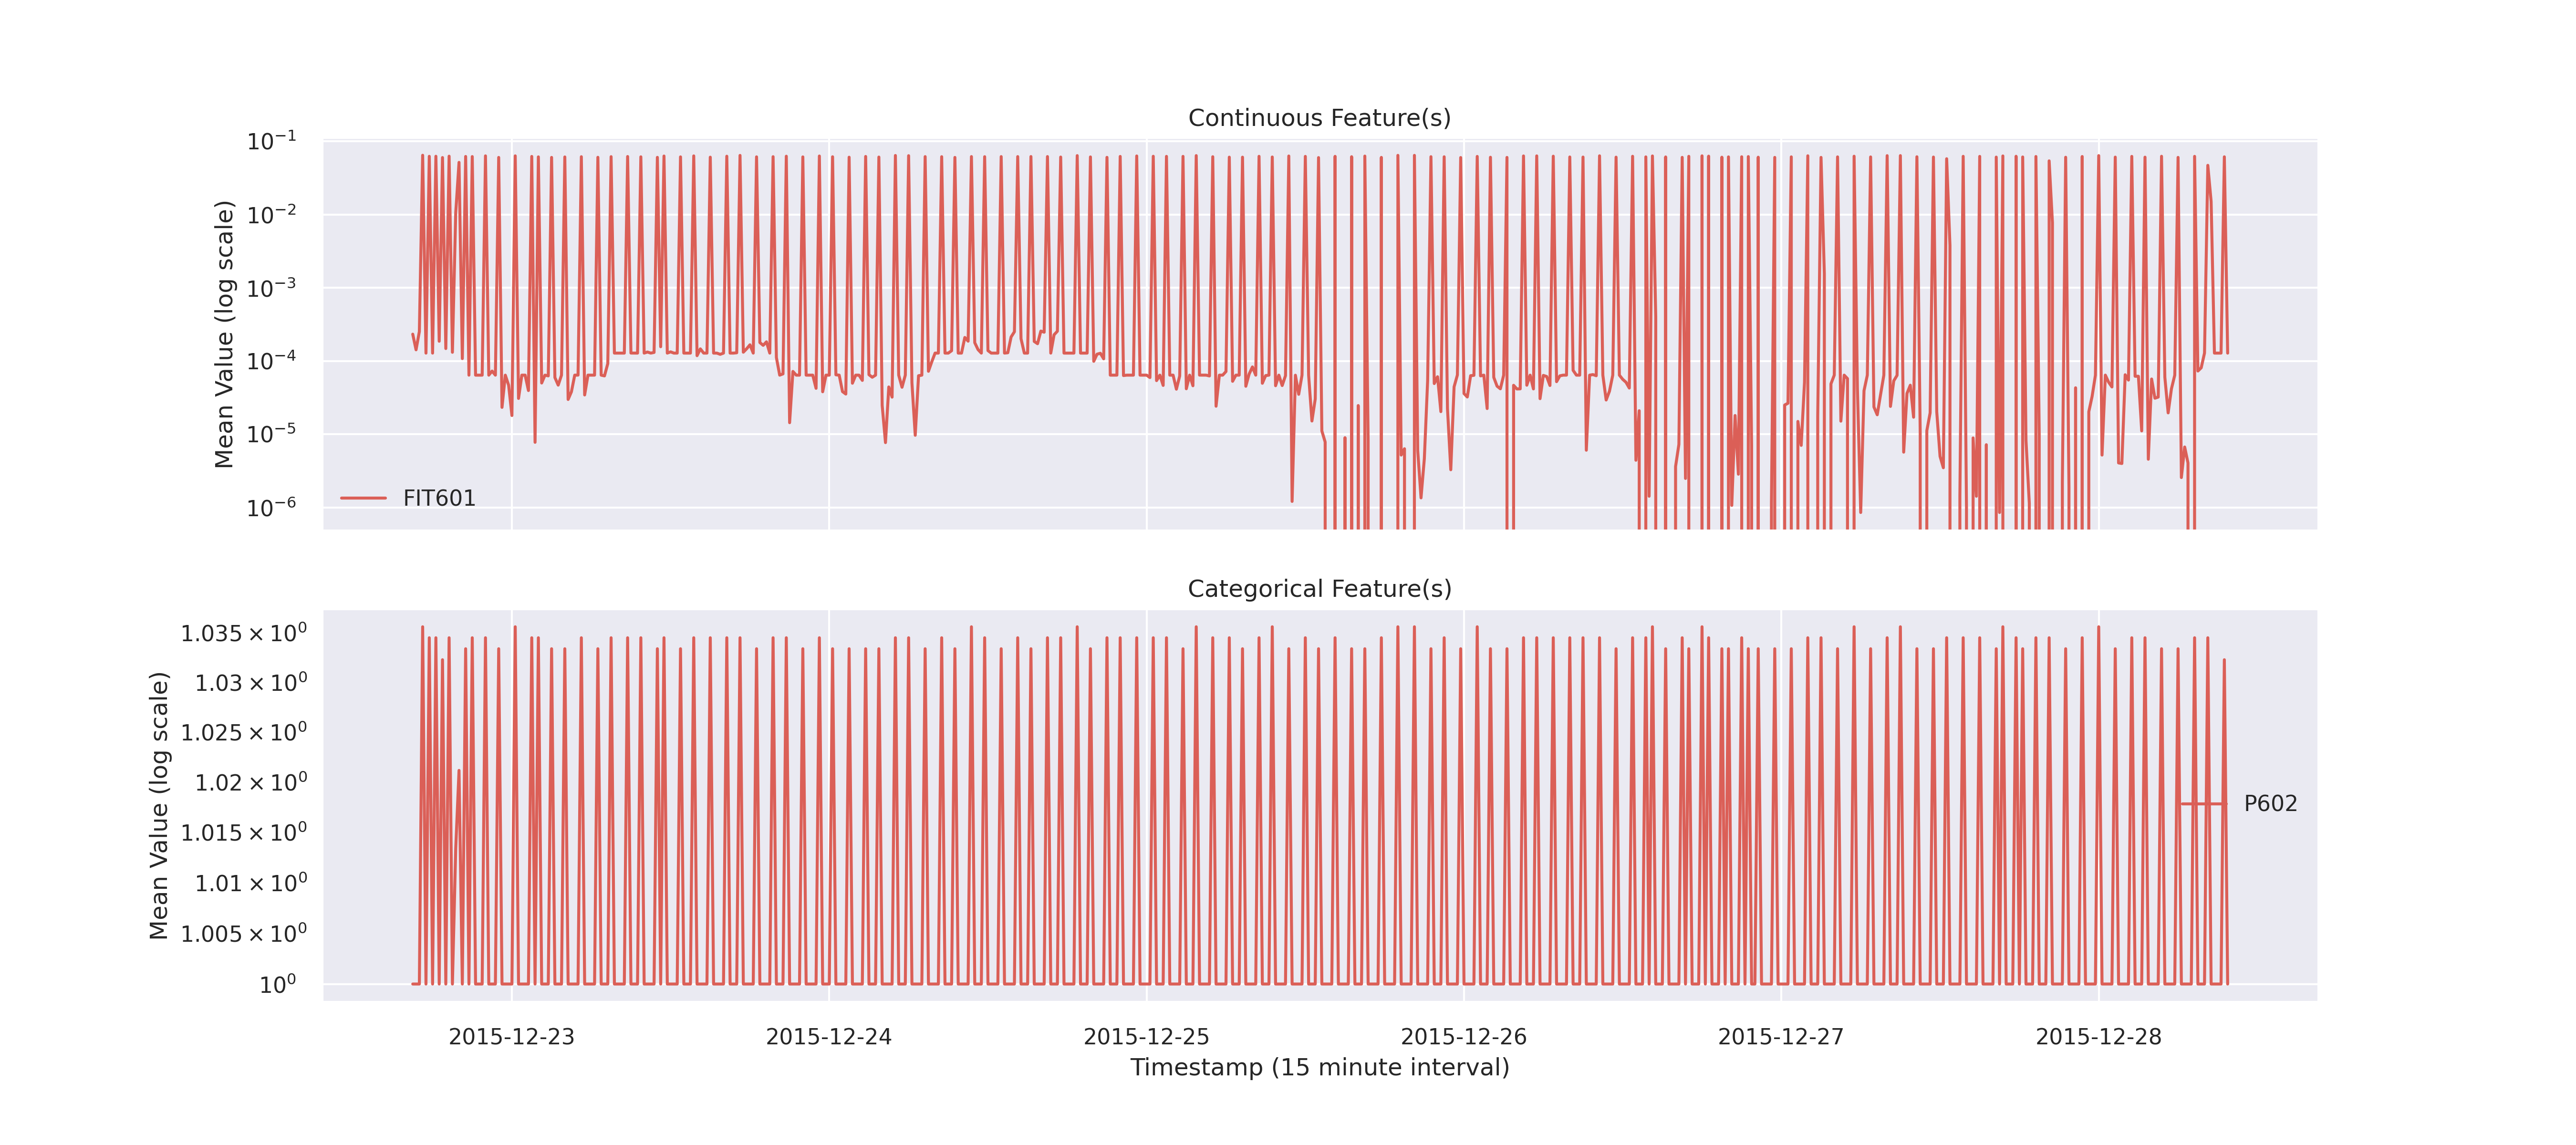 Continuous Feature(s)
Mean Value (log scale)
10⁻¹
10⁻²
10⁻³
10⁻⁴
10⁻⁵
10⁻⁶
FIT601
Categorical Feature(s)
Mean Value (log scale)
1.035 × 10⁰
1.03 × 10⁰
1.025 × 10⁰
1.02 × 10⁰
1.015 × 10⁰
1.01 × 10⁰
1.005 × 10⁰
10⁰
P602
2015-12-23 2015-12-24 2015-12-25 2015-12-26 2015-12-27 2015-12-28
Timestamp (15 minute interval)